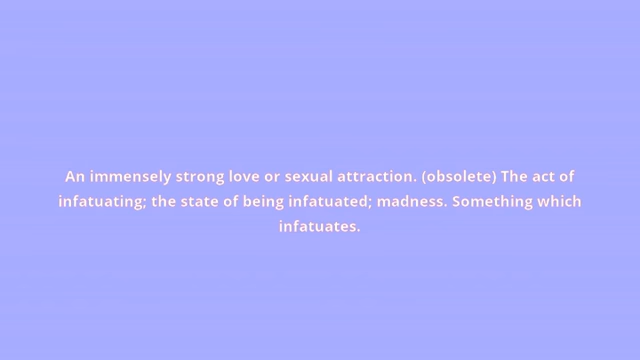 An immensely strong love or sexual attraction. (obsolete) The act of
infatuating; the state of being infatuated; madness. Something which
infatuates.